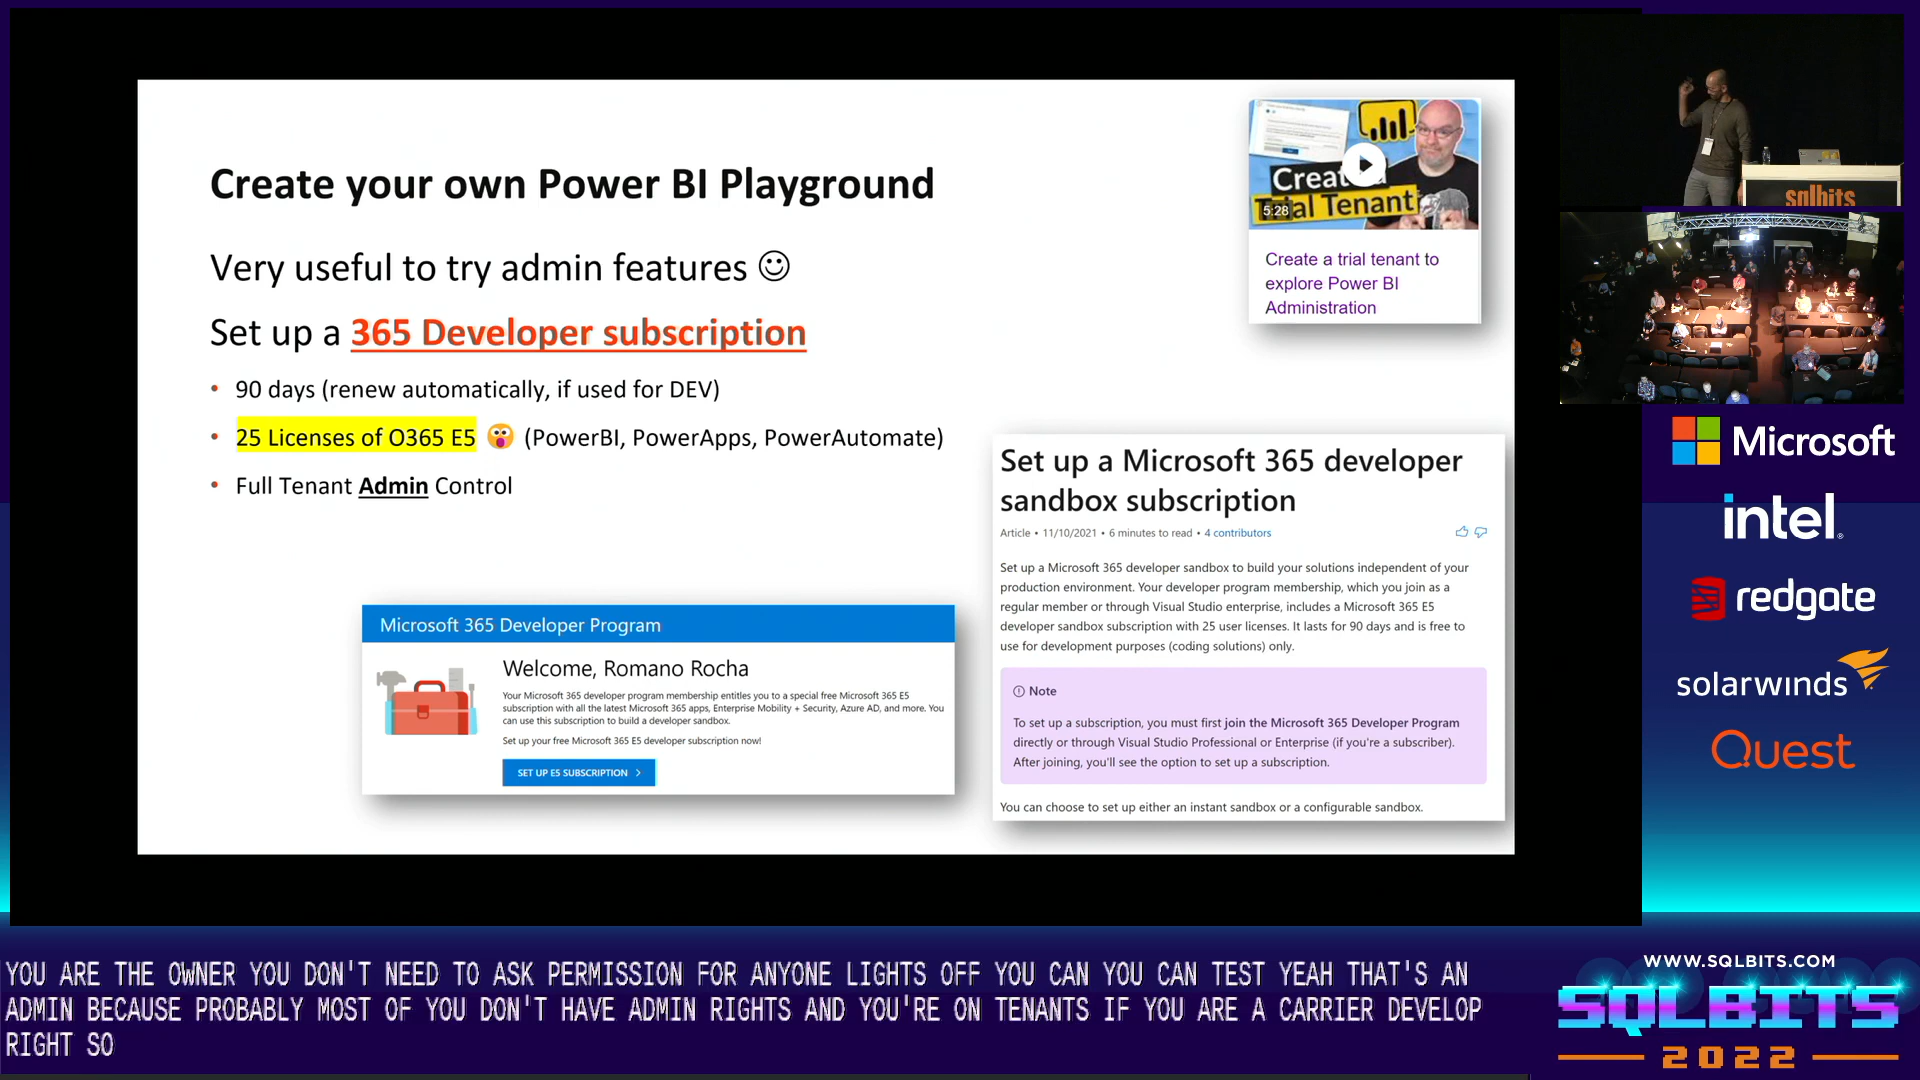 Create your own Power BI Playground
Very useful to try admin features
Set up a 365 Developer subscription
• 90 days (renew automatically, if used for DEV)
• 25 Licenses of O365 E5 (PowerBI, PowerApps, PowerAutomate)
• Full Tenant Admin Control
5:28
Tenant
Create a trial tenant to
explore Power BI
Administration
Microsoft 365 Developer Program
Welcome, Romano Rocha
Your Microsoft 365 developer program membership entitles you to a special free Microsoft 365 E5
subscription with all the latest Microsoft 365 apps, Enterprise Mobility + Security, Azure AD, and more. You
can use this subscription to build a developer sandbox.
Set up your free Microsoft 365 E5 developer subscription now!
SET UP E5 SUBSCRIPTION >
Set up a Microsoft 365 developer
sandbox subscription
Article • 11/10/2021 • 6 minutes to read • 4 contributors
Set up a Microsoft 365 developer sandbox to build your solutions independent of your
production environment. Your developer program membership, which you join as a
regular member or through Visual Studio enterprise, includes a Microsoft 365 E5
developer sandbox subscription with 25 user licenses. It lasts for 90 days and is free to
use for development purposes (coding solutions) only.
Note
To set up a subscription, you must first join the Microsoft 365 Developer Program
directly or through Visual Studio Professional or Enterprise (if you're a subscriber).
After joining, you'll see the option to set up a subscription.
You can choose to set up either an instant sandbox or a configurable sandbox.
sqlbits
Microsoft
intel.
redgate
solarwinds
Quest
YOU ARE THE OWNER YOU DON'T NEED TO ASK PERMISSION FOR ANYONE LIGHTS OFF YOU CAN YOU CAN TEST YEAH THAT'S AN
ADMIN BECAUSE PROBABLY MOST OF YOU DON'T HAVE ADMIN RIGHTS AND YOU'RE ON TENANTS IF YOU ARE A CARRIER DEVELOP
RIGHT SO
WWW.SQLBITS.COM
SQLBITS
2022